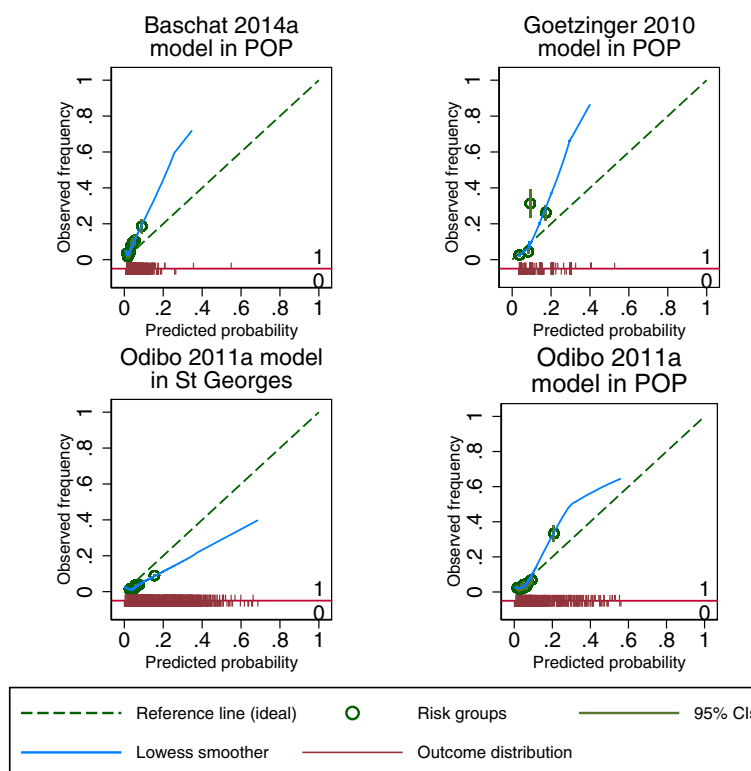 Baschat 2014a
model in POP
Observed frequency
0 .2 .4 .6 .8 1
1
0
0 .2 .4 .6 .8 1
Predicted probability
Goetzinger 2010
model in POP
Observed frequency
0 .2 .4 .6 .8 1
1
0
0 .2 .4 .6 .8 1
Predicted probability
Odibo 2011a model
in St Georges
Observed frequency
0 .2 .4 .6 .8 1
1
0
0 .2 .4 .6 .8 1
Predicted probability
Odibo 2011a
model in POP
Observed frequency
0 .2 .4 .6 .8 1
1
0
0 .2 .4 .6 .8 1
Predicted probability
Reference line (ideal) Risk groups 95% CIs
Lowess smoother Outcome distribution